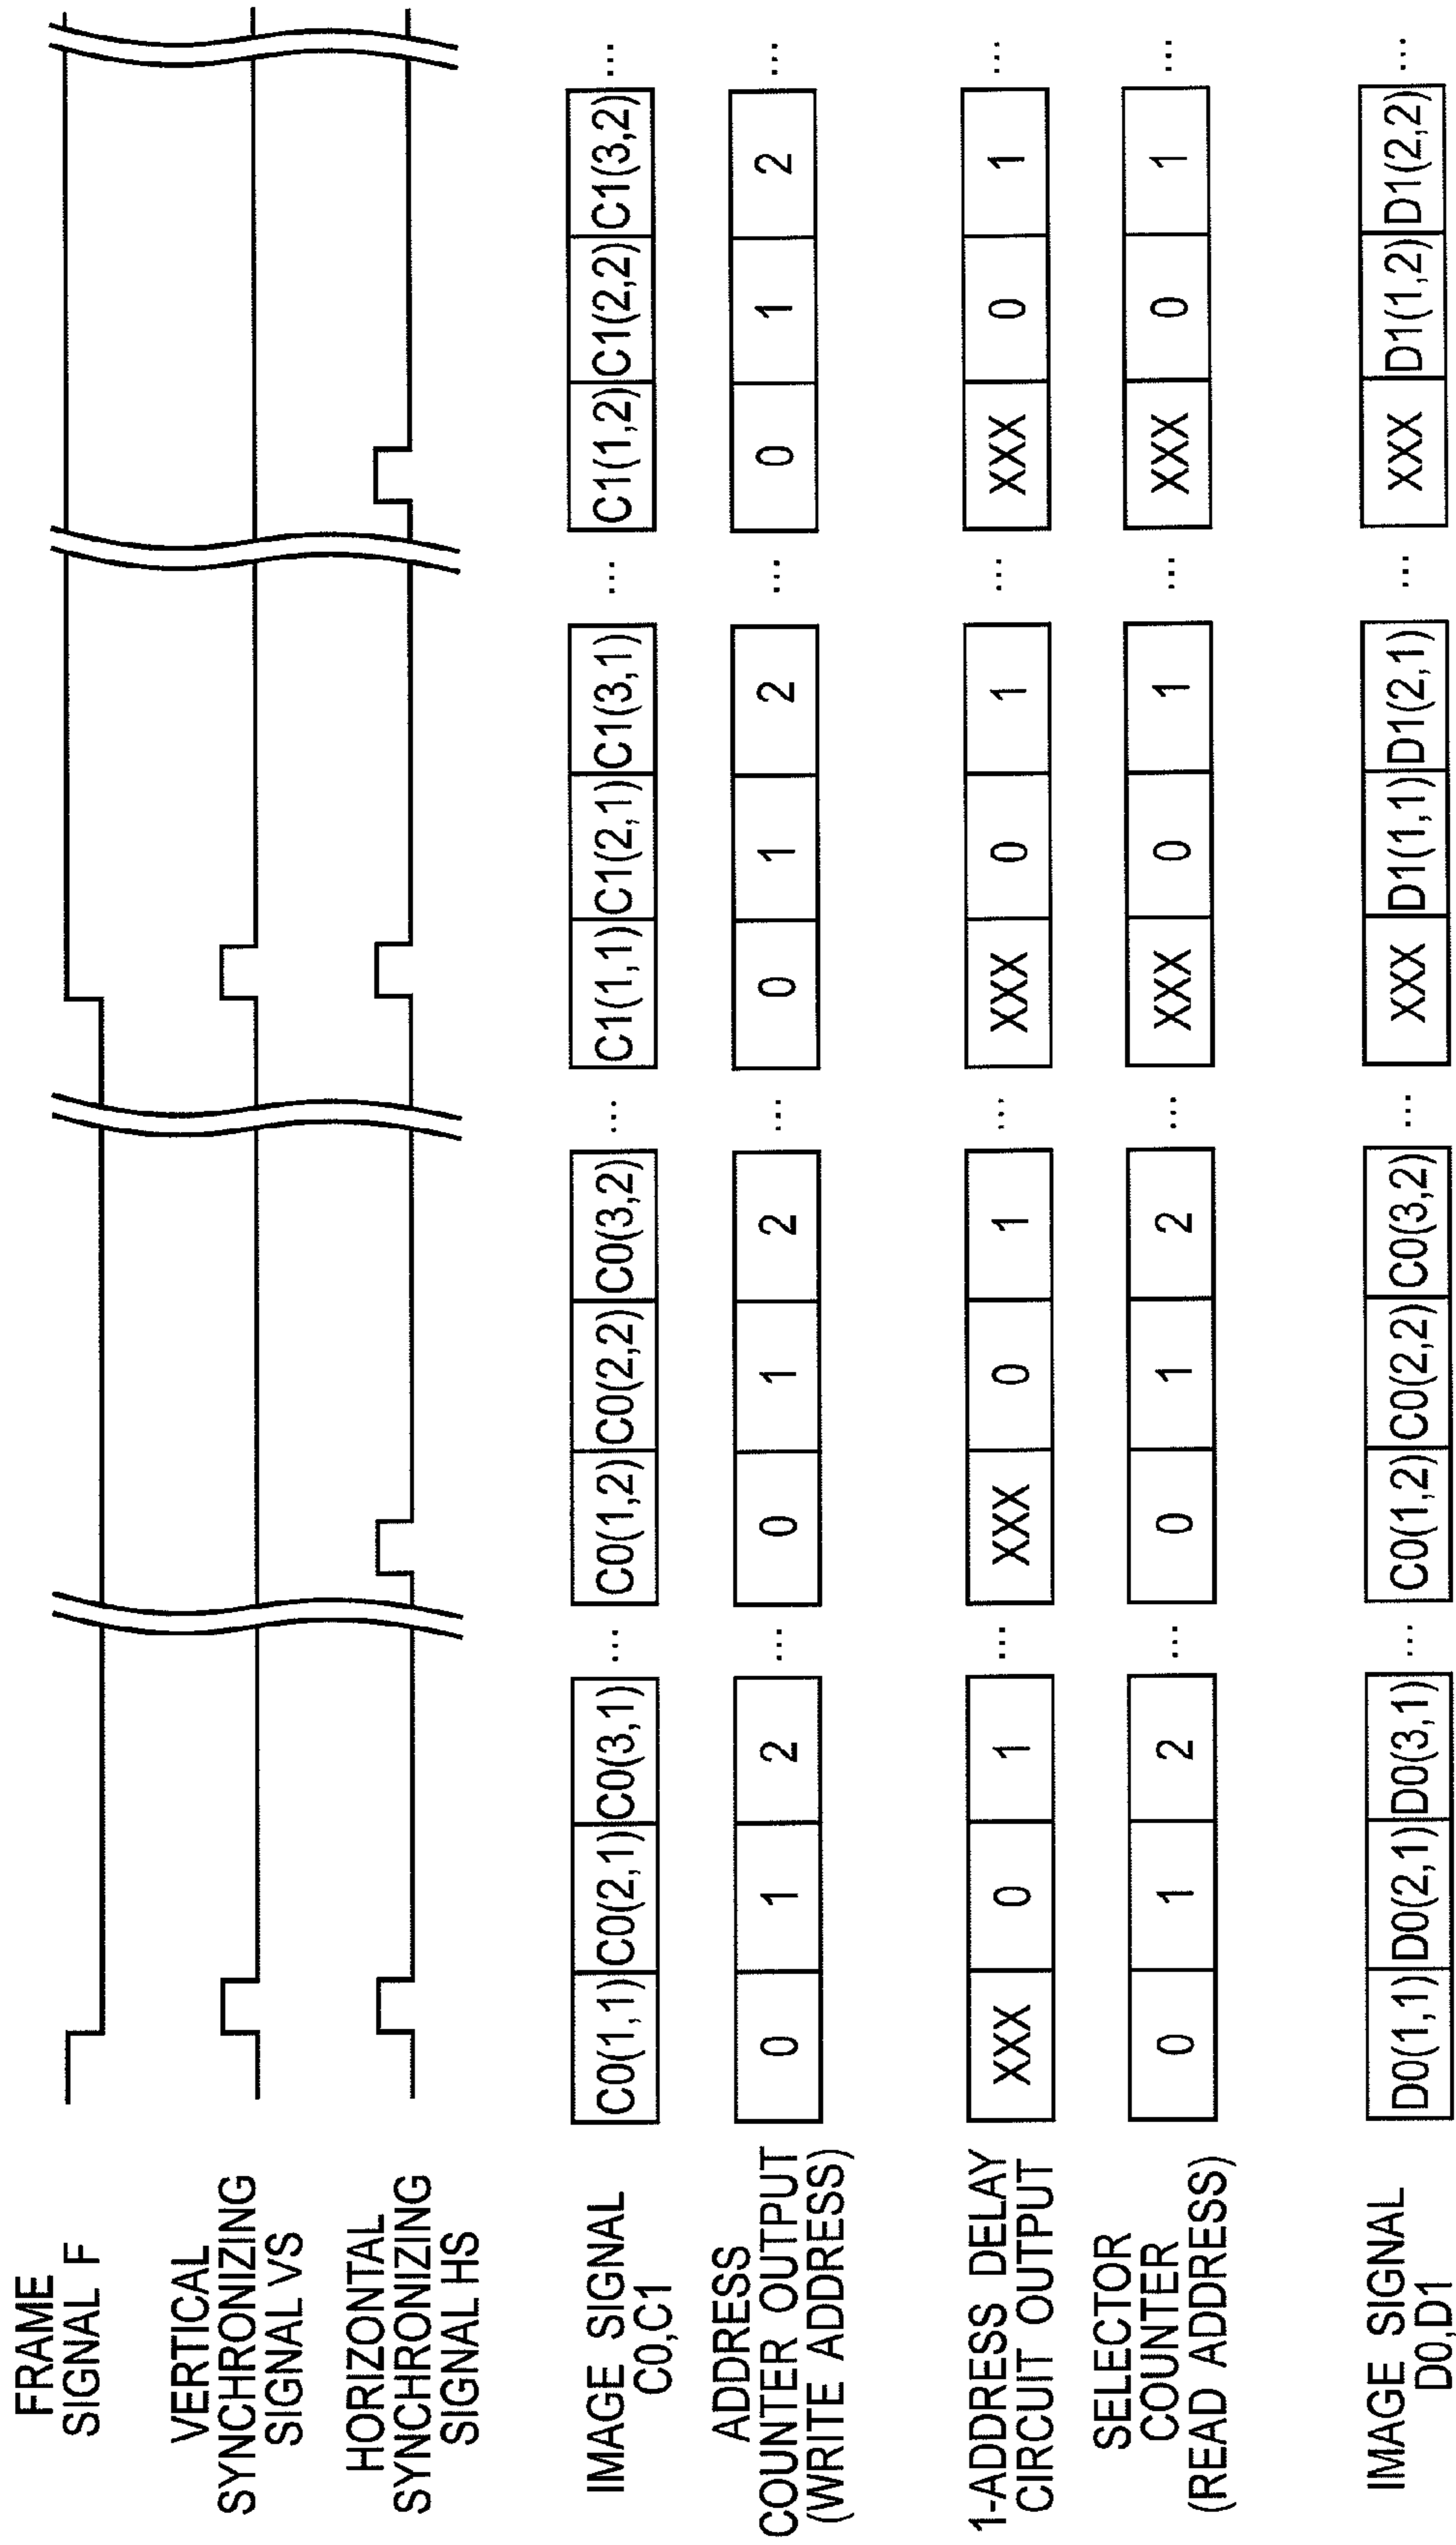 FRAME
SIGNAL F
VERTICAL
SYNCHRONIZING
SIGNAL VS
HORIZONTAL
SYNCHRONIZING
SIGNAL HS
IMAGE SIGNAL
C0,C1
C0(1,1) C0(2,1) C0(3,1) ... C0(1,2) C0(2,2) C0(3,2) ... C1(1,1) C1(2,1) C1(3,1) ... C1(1,2) C1(2,2) C1(3,2) ...
ADDRESS
COUNTER OUTPUT
(WRITE ADDRESS)
0 1 2 ... 0 1 2 ... 0 1 2 ... 0 1 2 ...
1-ADDRESS DELAY
CIRCUIT OUTPUT
XXX 0 1 ... XXX 0 1 ... XXX 0 1 ... XXX 0 1 ...
SELECTOR
COUNTER
(READ ADDRESS)
0 1 2 ... 0 1 2 ... XXX 0 1 ... XXX 0 1 ...
IMAGE SIGNAL
D0,D1
D0(1,1) D0(2,1) D0(3,1) ... C0(1,2) C0(2,2) C0(3,2) ... XXX D1(1,1) D1(2,1) ... XXX D1(1,2) D1(2,2) ...